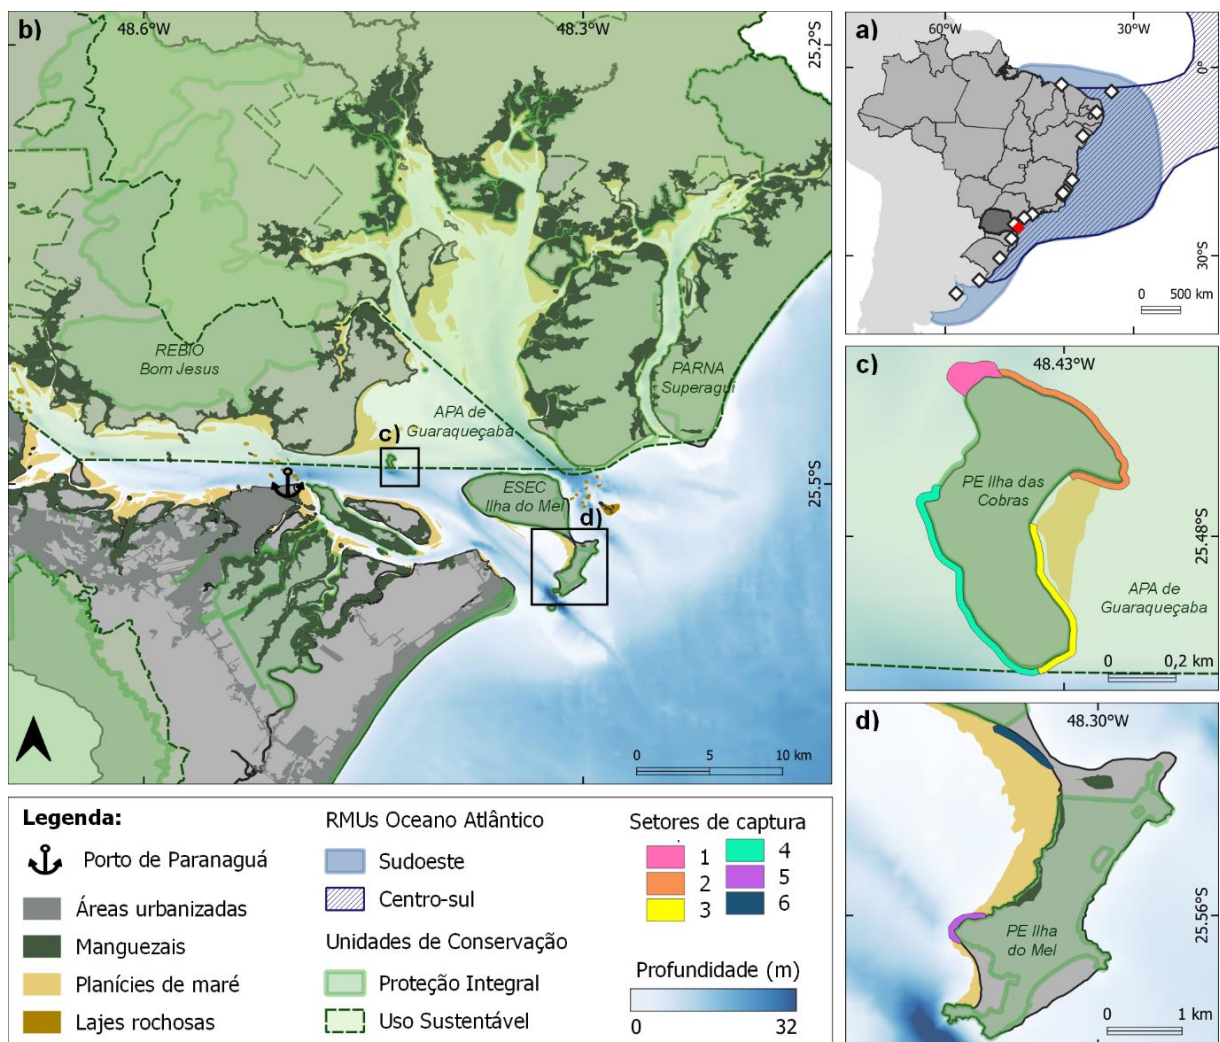 b)
48.6°W
48.3°W
25.2°S
REBIO
Bom Jesus
PARNA
Superagui
APA de
Guaraqueçaba
c)
25.5°S
ESEC
Ilha do Mel
d)
0 5 10 km
a)
60°W
30°W
0°
30°S
0 500 km
c)
48.43°W
PE Ilha das
Cobras
25.48°S
APA de
Guaraqueçaba
0 0,2 km
d)
48.30°W
25.56°S
PE Ilha
do Mel
0 1 km
Legenda:
Porto de Paranaguá
Áreas urbanizadas
Manguezais
Planícies de maré
Lajes rochosas
RMUs Oceano Atlântico
Sudoeste
Centro-sul
Unidades de Conservação
Proteção Integral
Uso Sustentável
Setores de captura
1
2
3
4
5
6
Profundidade (m)
0 32